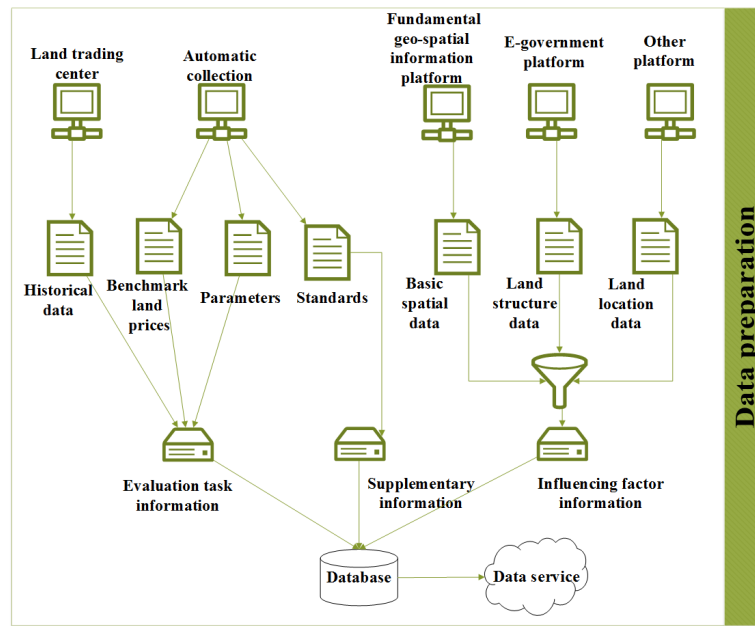 Land trading
center
Automatic
collection
Fundamental
geo-spatial
information
platform
E-government
platform
Other
platform
Historical
data
Benchmark
land
prices
Parameters
Standards
Basic
spatial
data
Land
structure
data
Land
location
data
Evaluation task
information
Supplementary
information
Influencing factor
information
Database
Data service
Data preparation